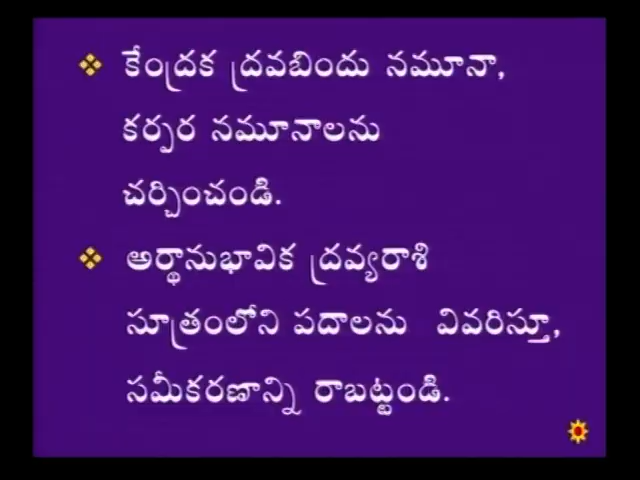 కేంద్రక ద్రవబిందు నమూనా,
కర్పర నమూనాలను
చర్చించండి.
అర్థానుభావిక ద్రవ్యరాశి
సూత్రంలోని పదాలను వివరిస్తూ,
సమీకరణాన్ని రాబట్టండి.